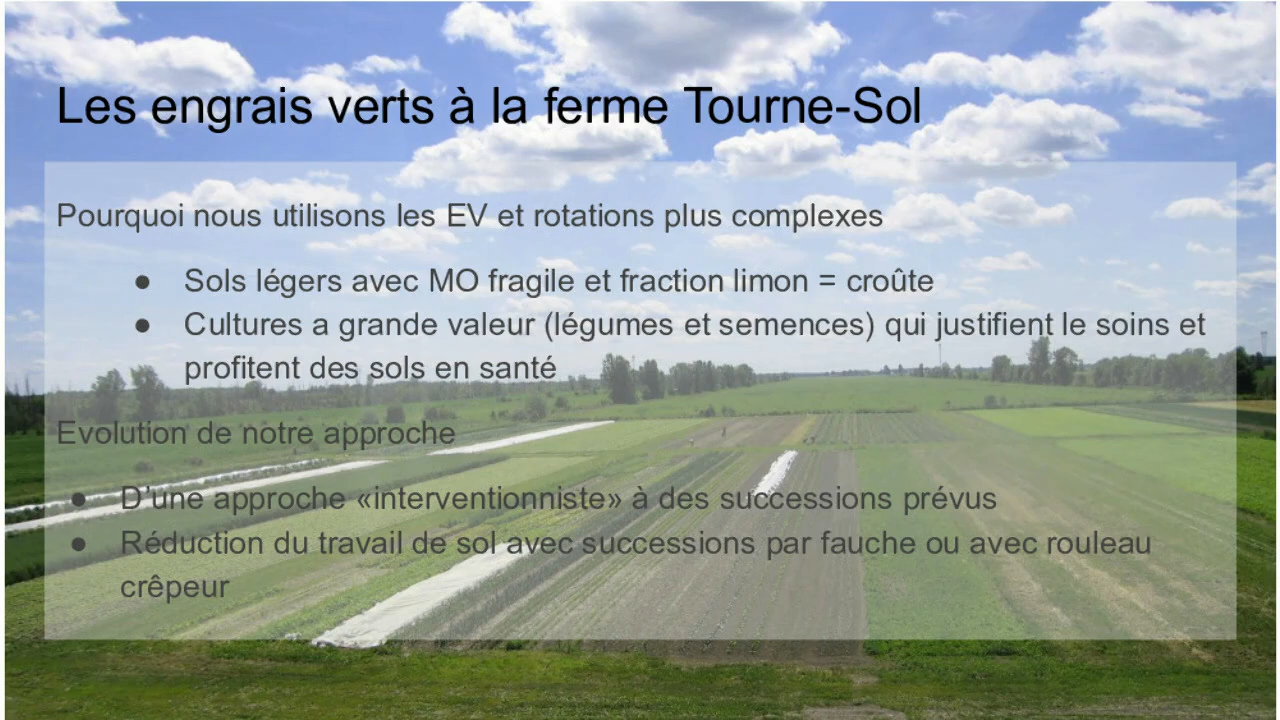 Les engrais verts à la ferme Tourne-Sol
Pourquoi nous utilisons les EV et rotations plus complexes
● Sols légers avec MO fragile et fraction limon = croûte
● Cultures a grande valeur (légumes et semences) qui justifient le soins et
profitent des sols en santé
Evolution de notre approche
● D'une approche «interventionniste» à des successions prévus
● Réduction du travail de sol avec successions par fauche ou avec rouleau
crêpeur